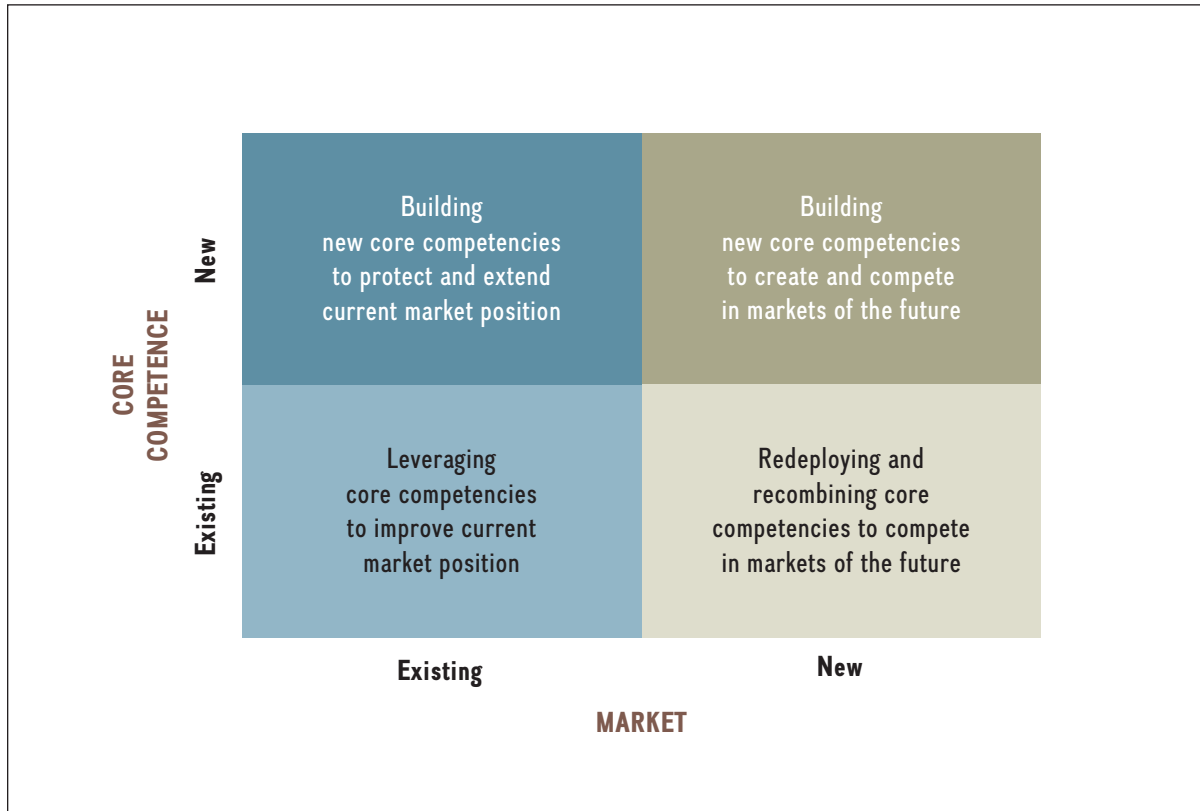 Building
new core competencies
to protect and extend
current market position
Building
new core competencies
to create and compete
in markets of the future
New
CORE
COMPETENCE
Leveraging
core competencies
to improve current
market position
Redeploying and
recombining core
competencies to compete
in markets of the future
Existing
Existing
New
MARKET